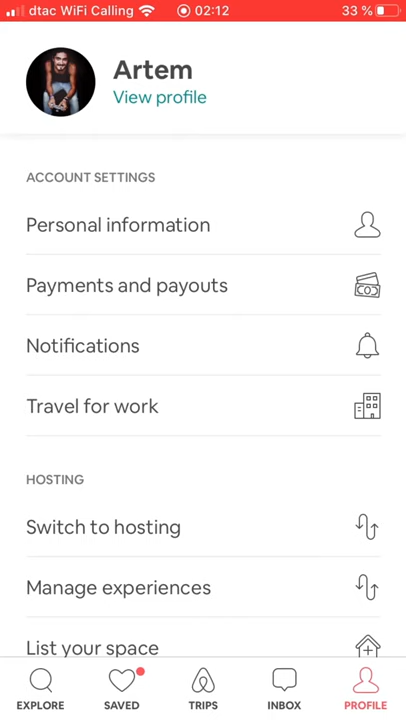 dtac WiFi Calling 02:12 33 %
Artem
View profile
ACCOUNT SETTINGS
Personal information
Payments and payouts
Notifications
Travel for work
HOSTING
Switch to hosting
Manage experiences
List your space
EXPLORE SAVED TRIPS INBOX PROFILE